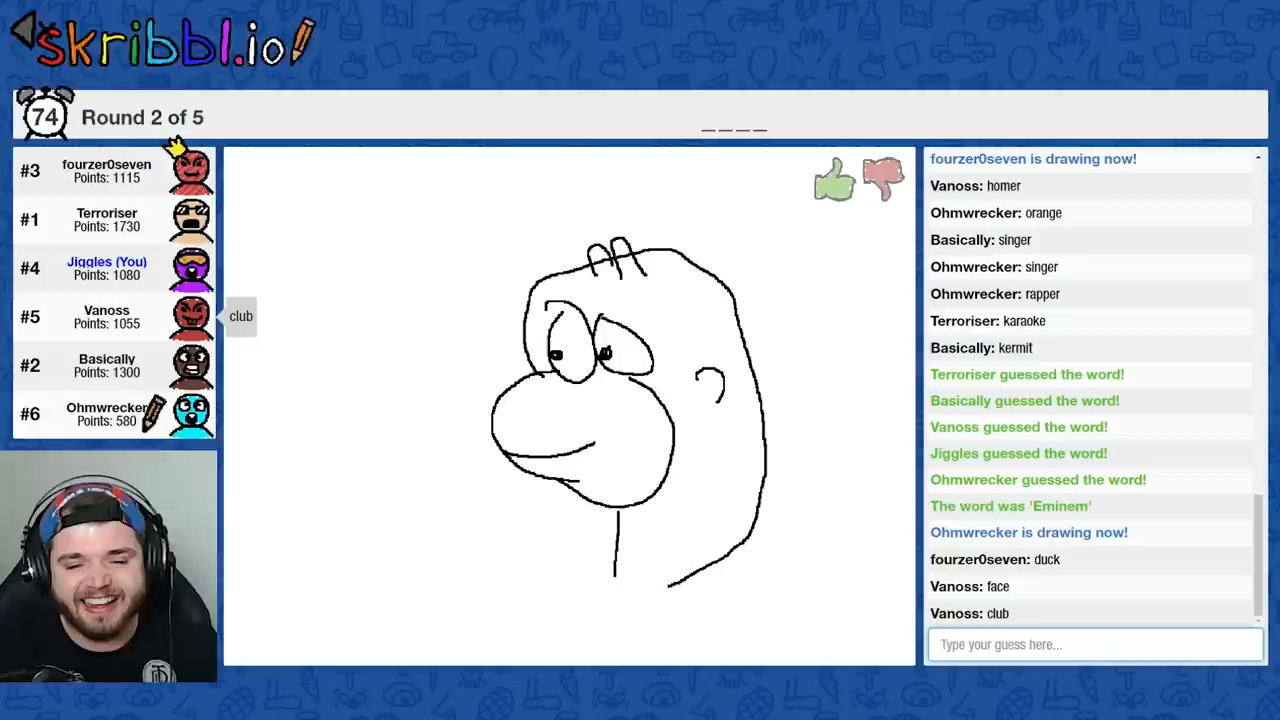 skribbl.io
74 Round 2 of 5
_ _ _ _
#3 fourzer0seven
Points: 1115
#1 Terroriser
Points: 1730
#4 Jiggles (You)
Points: 1080
#5 Vanoss
Points: 1055
club
#2 Basically
Points: 1300
#6 Ohmwrecker
Points: 580
fourzer0seven is drawing now!
Vanoss: homer
Ohmwrecker: orange
Basically: singer
Ohmwrecker: singer
Ohmwrecker: rapper
Terroriser: karaoke
Basically: kermit
Terroriser guessed the word!
Basically guessed the word!
Vanoss guessed the word!
Jiggles guessed the word!
Ohmwrecker guessed the word!
The word was 'Eminem'
Ohmwrecker is drawing now!
fourzer0seven: duck
Vanoss: face
Vanoss: club
Type your guess here...